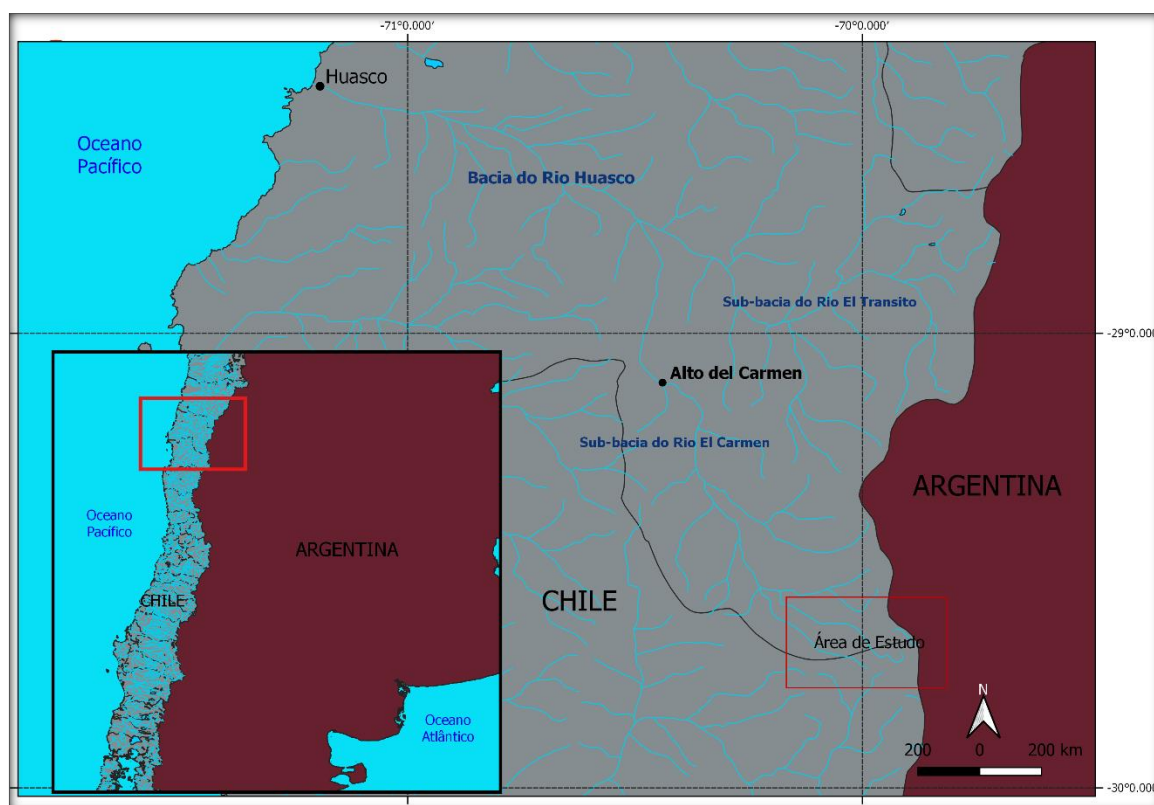 -71°0.000'
-70°0.000'
Huasco
Oceano
Pacífico
Bacia do Rio Huasco
Sub-bacia do Rio El Transito
-29°0.000'
Alto del Carmen
Sub-bacia do Rio El Carmen
ARGENTINA
Oceano
Pacífico
ARGENTINA
CHILE
CHILE
Área de Estudo
Oceano
Atlântico
N
200 0 200 km
-30°0.000'